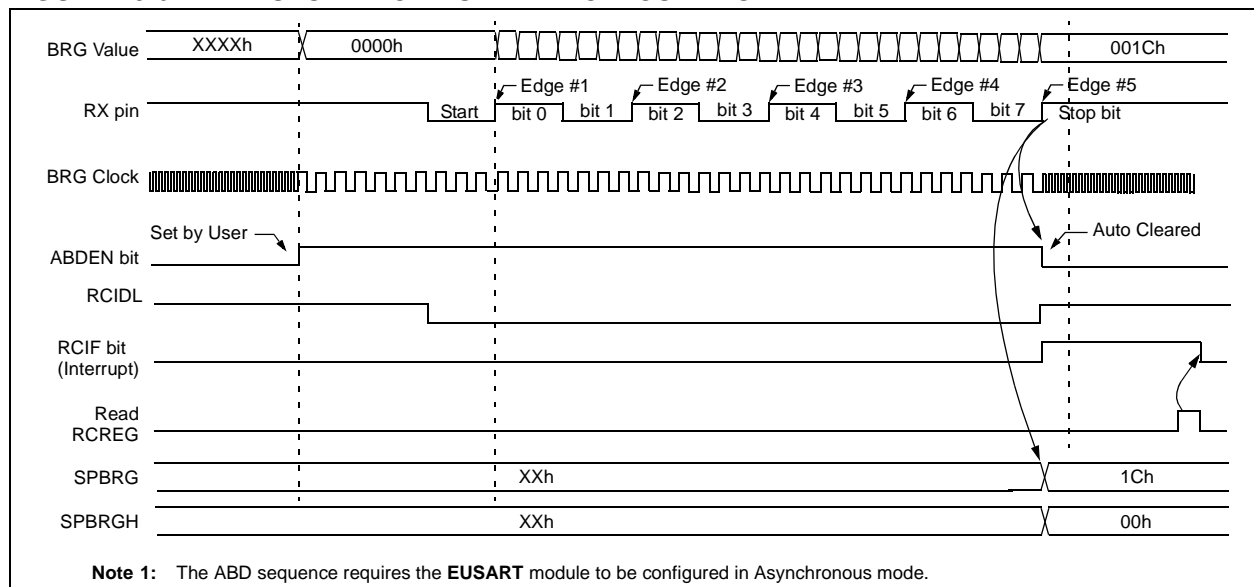 BRG Value XXXXh 0000h 001Ch
Edge #1 Edge #2 Edge #3 Edge #4 Edge #5
RX pin Start bit 0 bit 1 bit 2 bit 3 bit 4 bit 5 bit 6 bit 7 Stop bit
BRG Clock
Set by User Auto Cleared
ABDEN bit
RCIDL
RCIF bit
(Interrupt)
Read
RCREG
SPBRG XXh 1Ch
SPBRGH XXh 00h
Note 1: The ABD sequence requires the EUSART module to be configured in Asynchronous mode.